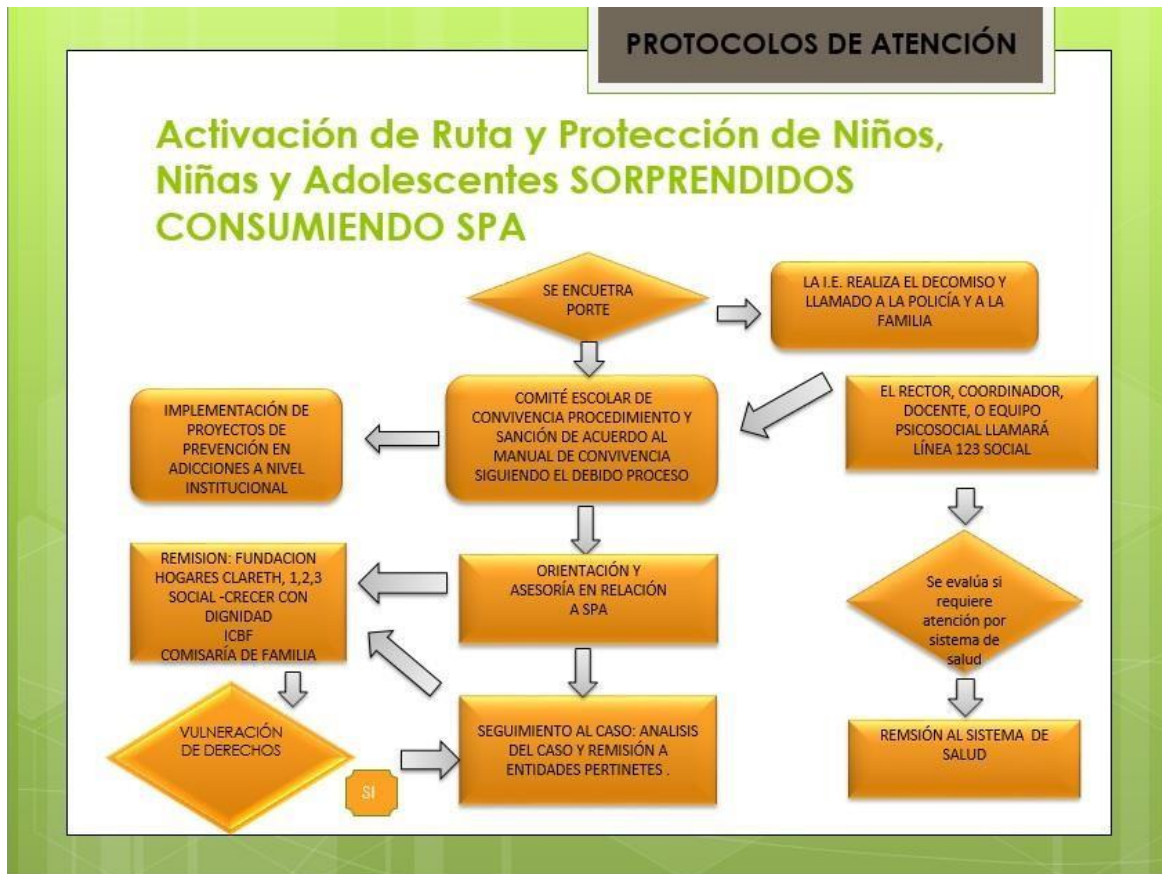 PROTOCOLOS DE ATENCIÓN
Activación de Ruta y Protección de Niños,
Niñas y Adolescentes SORPRENDIDOS
CONSUMIENDO SPA
SE ENCUETRA
PORTE
LA I.E. REALIZA EL DECOMISO Y
LLAMADO A LA POLICÍA Y A LA
FAMILIA
IMPLEMENTACIÓN DE
PROYECTOS DE
PREVENCIÓN EN
ADICCIONES A NIVEL
INSTITUCIONAL
COMITÉ ESCOLAR DE
CONVIVENCIA PROCEDIMIENTO Y
SANCIÓN DE ACUERDO AL
MANUAL DE CONVIVENCIA
SIGUIENDO EL DEBIDO PROCESO
EL RECTOR, COORDINADOR,
DOCENTE, O EQUIPO
PSICOSOCIAL LLAMARÁ
LÍNEA 123 SOCIAL
REMISION: FUNDACION
HOGARES CLARETH, 1,2,3
SOCIAL -CRECER CON
DIGNIDAD
ICBF
COMISARÍA DE FAMILIA
ORIENTACIÓN Y
ASESORÍA EN RELACIÓN
A SPA
Se evalúa si
requiere
atención por
sistema de
salud
VULNERACIÓN
DE DERECHOS
SI
SEGUIMIENTO AL CASO: ANALISIS
DEL CASO Y REMISIÓN A
ENTIDADES PERTINETES .
REMSIÓN AL SISTEMA DE
SALUD